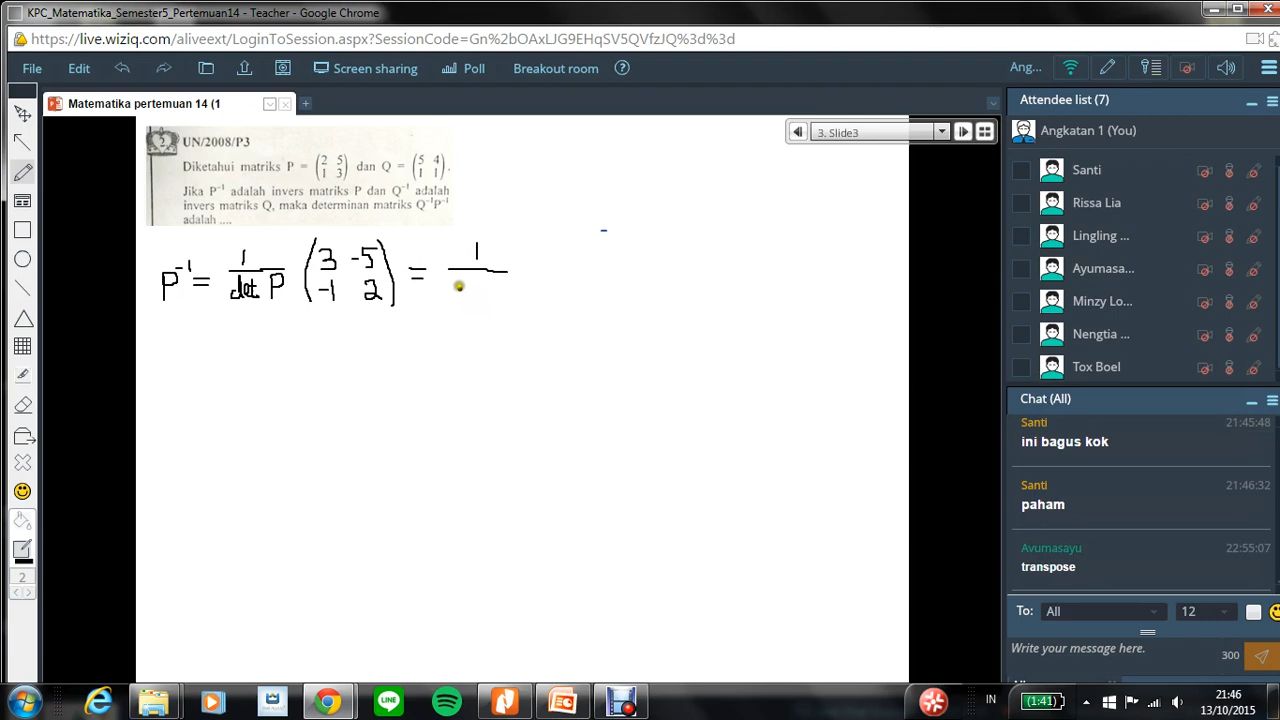 KPC_Matematika_Semester5_Pertemuan14 - Teacher - Google Chrome
https://live.wiziq.com/aliveext/LoginToSession.aspx?SessionCode=Gn%2bOAxLJG9EHqSV5QVfzJQ%3d%3d
File Edit Screen sharing Poll Breakout room Ang...
Matematika pertemuan 14 (1
3. Slide3
2. UN/2008/P3
Diketahui matriks P = (2 5 1 3) dan Q = (5 4 1 1).
Jika P⁻¹ adalah invers matriks P dan Q⁻¹ adalah
invers matriks Q, maka determinan matriks Q⁻¹P⁻¹
adalah ....
P⁻¹ = 1/det P (3 -5 -1 2) = 1
Attendee list (7)
Angkatan 1 (You)
Santi
Rissa Lia
Lingling ...
Ayumasa...
Minzy Lo...
Nengtia ...
Tox Boel
Chat (All)
Santi 21:45:48
ini bagus kok
Santi 21:46:32
paham
Avumasayu 22:55:07
transpose
To: All 12
Write your message here. 300
2
IN (1:41) 21:46
13/10/2015
LINE